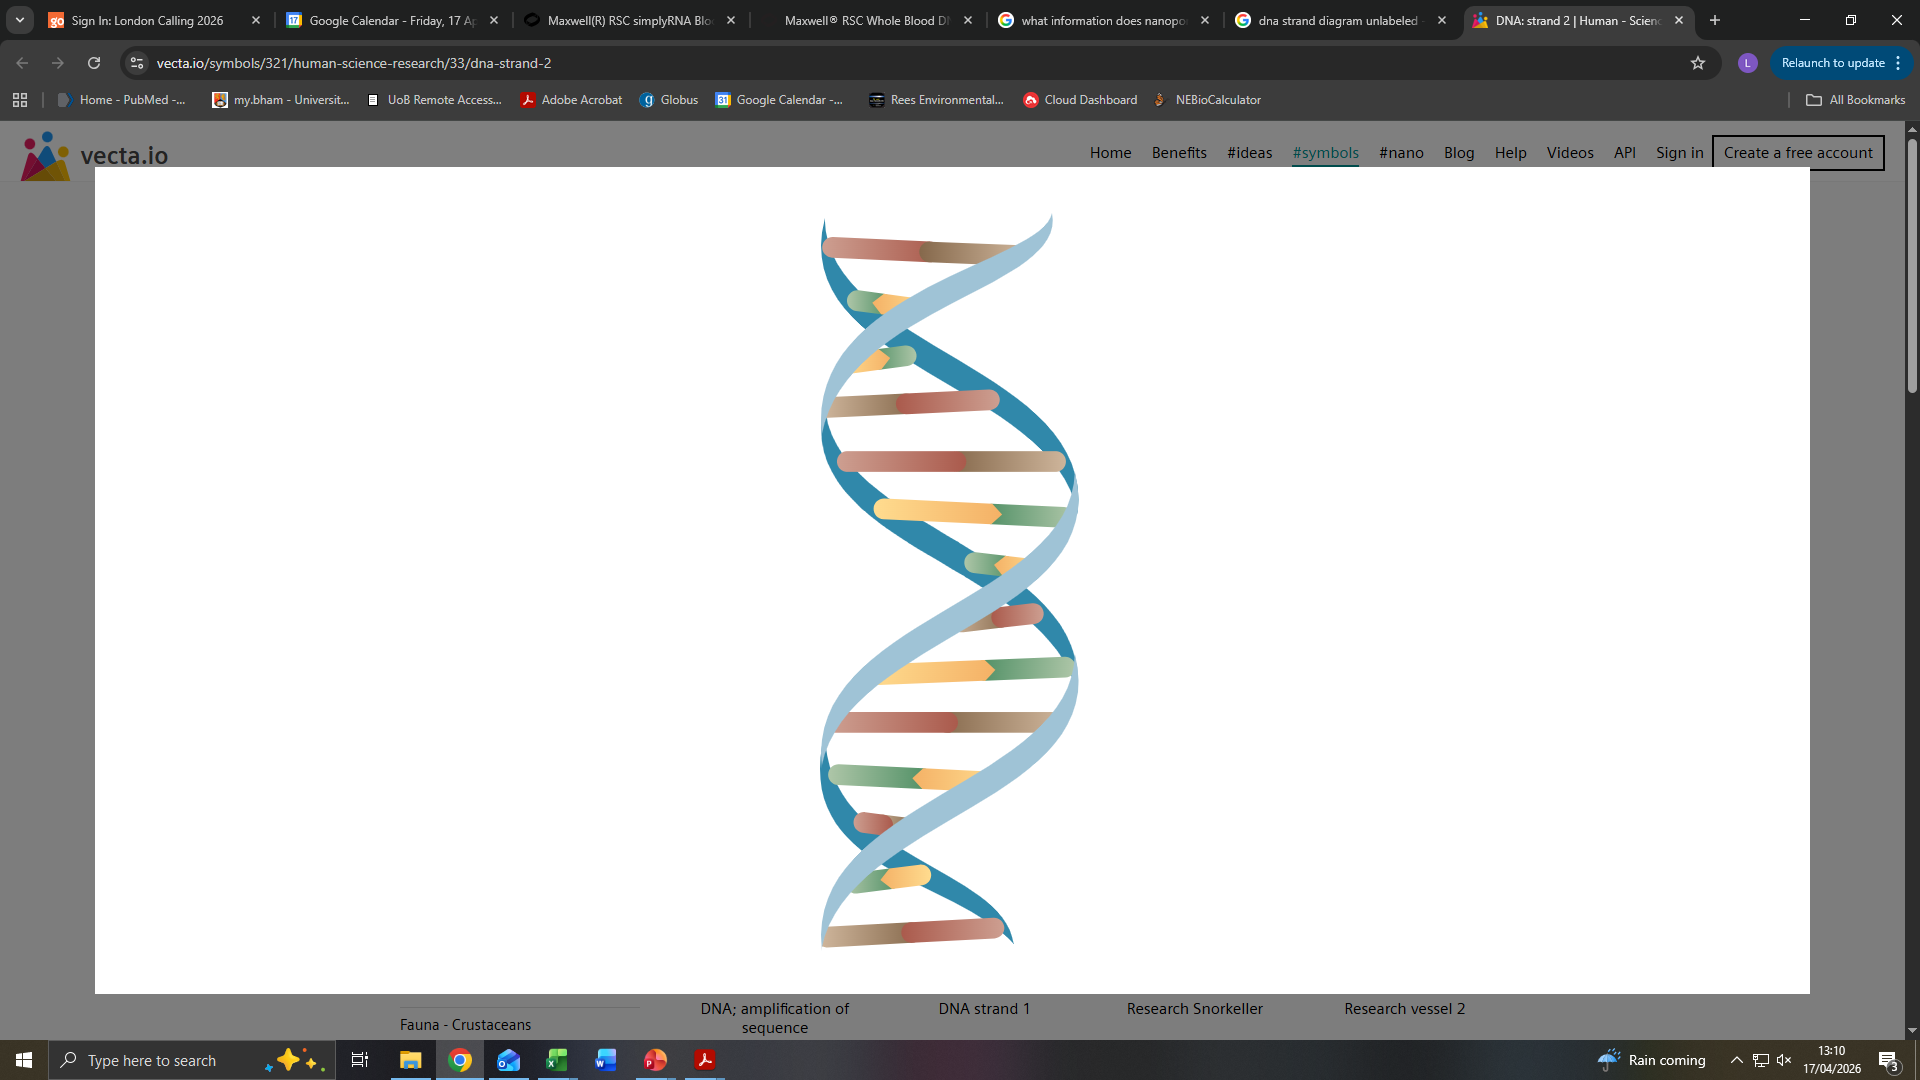 Sign In: London Calling 2026
Google Calendar - Friday, 17 Ap
Maxwell(R) RSC simplyRNA Blo
Maxwell® RSC Whole Blood D
what information does nanopo
dna strand diagram unlabeled
DNA: strand 2 | Human - Scienc
vecta.io/symbols/321/human-science-research/33/dna-strand-2
L
Relaunch to update
Home - PubMed -...
my.bham - Universit...
UoB Remote Access...
Adobe Acrobat
Globus
Google Calendar -...
Rees Environmental...
Cloud Dashboard
NEBioCalculator
All Bookmarks
vecta.io
Home
Benefits
#ideas
#symbols
#nano
Blog
Help
Videos
API
Sign in
Create a free account
Fauna - Crustaceans
DNA; amplification of
sequence
DNA strand 1
Research Snorkeller
Research vessel 2
Type here to search
Rain coming
13:10
17/04/2026
3